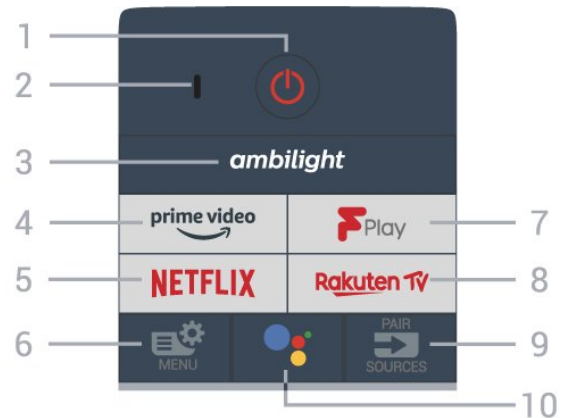 1
2
3
ambilight
4
prime video
FPlay
7
5
NETFLIX
Rakuten TV
8
6
MENU
PAIR
SOURCES
9
10